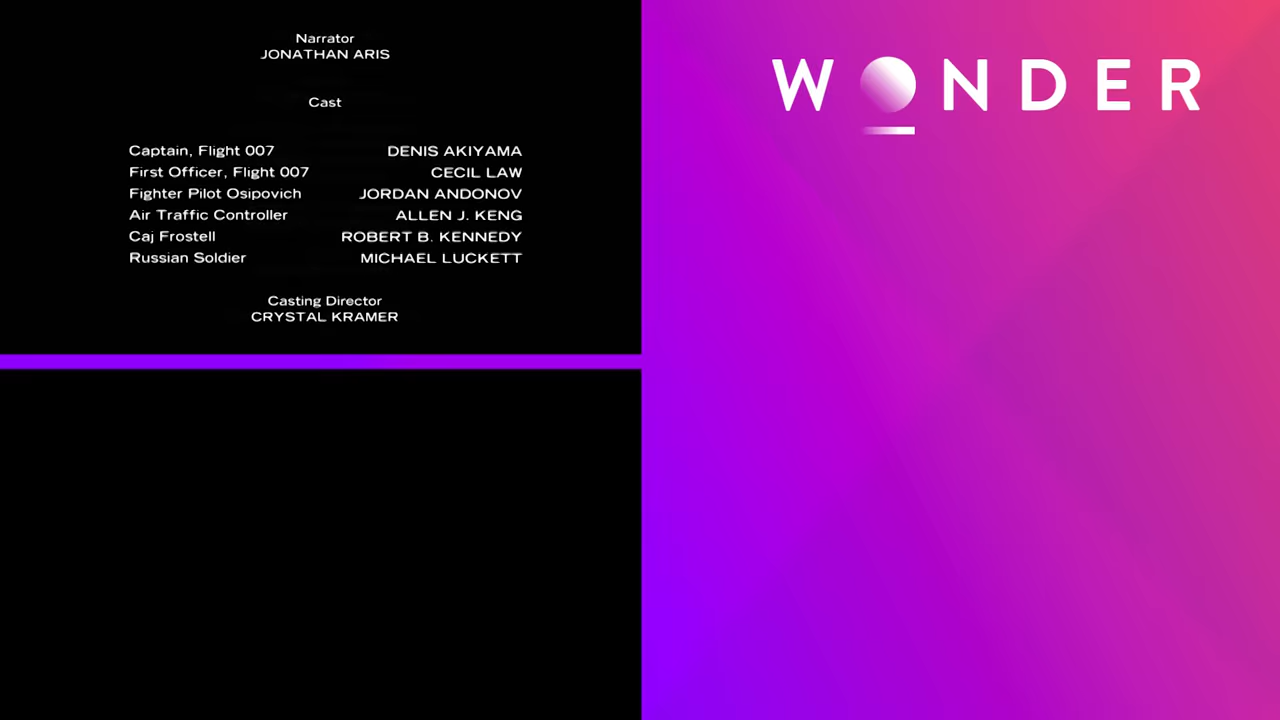 Narrator
JONATHAN ARIS
Cast
Captain, Flight 007 DENIS AKIYAMA
First Officer, Flight 007 CECIL LAW
Fighter Pilot Osipovich JORDAN ANDONOV
Air Traffic Controller ALLEN J. KENG
Caj Frostell ROBERT B. KENNEDY
Russian Soldier MICHAEL LUCKETT
Casting Director
CRYSTAL KRAMER
WONDER